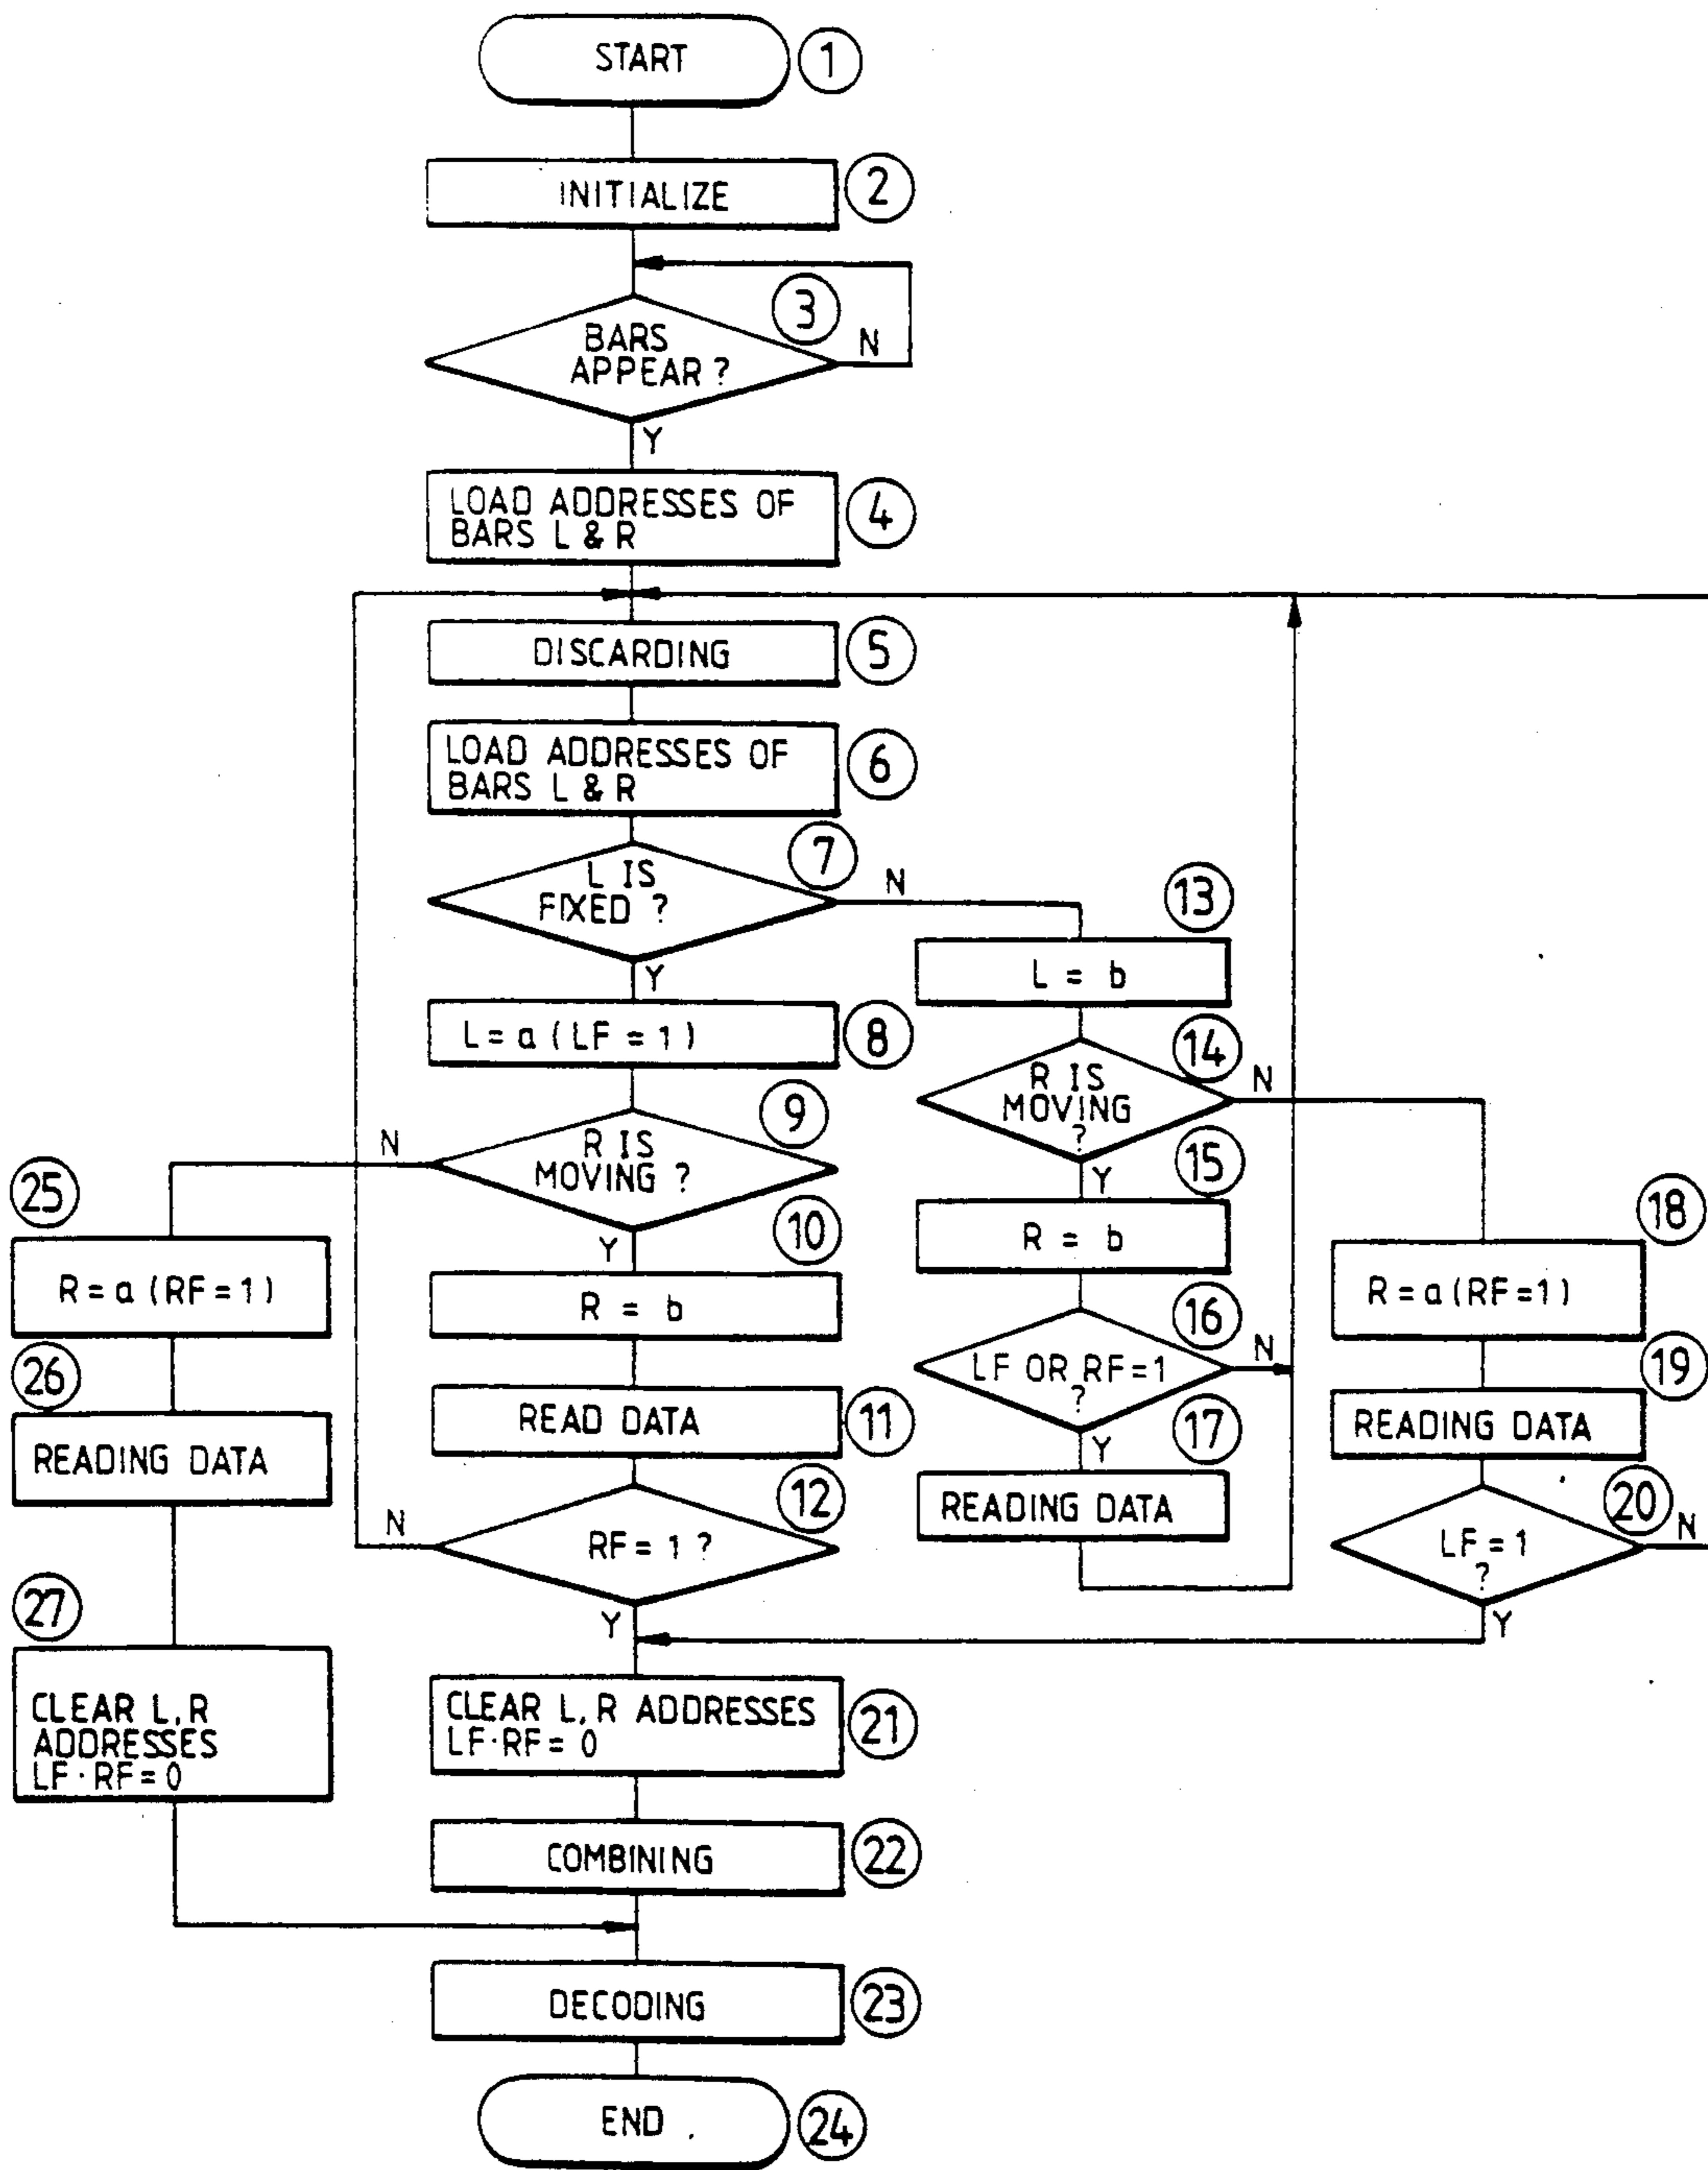 START
1
INITIALIZE
2
3
BARS
APPEAR ?
N
Y
LOAD ADDRESSES OF
BARS L & R
4
DISCARDING
5
LOAD ADDRESSES OF
BARS L & R
6
7
L IS
FIXED ?
N
Y
L = a ( LF = 1 )
8
9
R IS
MOVING ?
N
Y
10
R = b
READ DATA
11
12
RF = 1 ?
N
Y
13
L = b
14
R IS
MOVING
?
N
Y
15
R = b
16
LF OR RF = 1
?
N
Y
17
READING DATA
18
R = a ( RF = 1 )
19
READING DATA
20
LF = 1
?
N
Y
25
R = a ( RF = 1 )
26
READING DATA
27
CLEAR L, R
ADDRESSES
LF · RF = 0
CLEAR L, R ADDRESSES
LF · RF = 0
21
COMBINING
22
DECODING
23
END
24